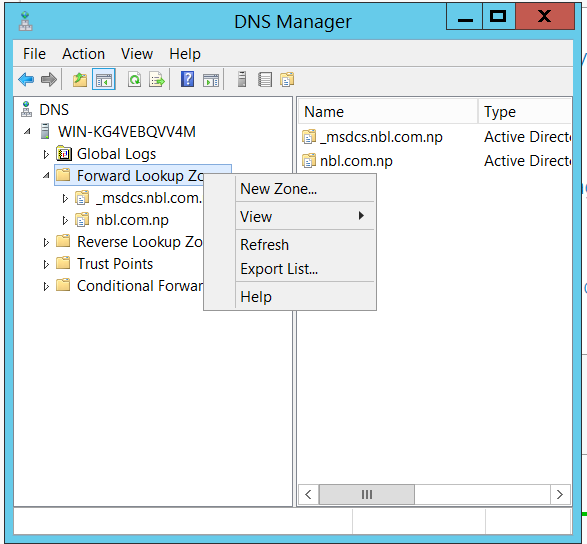 DNS Manager
File Action View Help
DNS
WIN-KG4VEBQVV4M
Global Logs
Forward Lookup Zo
_msdcs.nbl.com.
nbl.com.np
Reverse Lookup Zo
Trust Points
Conditional Forwar
Name Type
_msdcs.nbl.com.np Active Directo
nbl.com.np Active Directo
New Zone...
View
Refresh
Export List...
Help